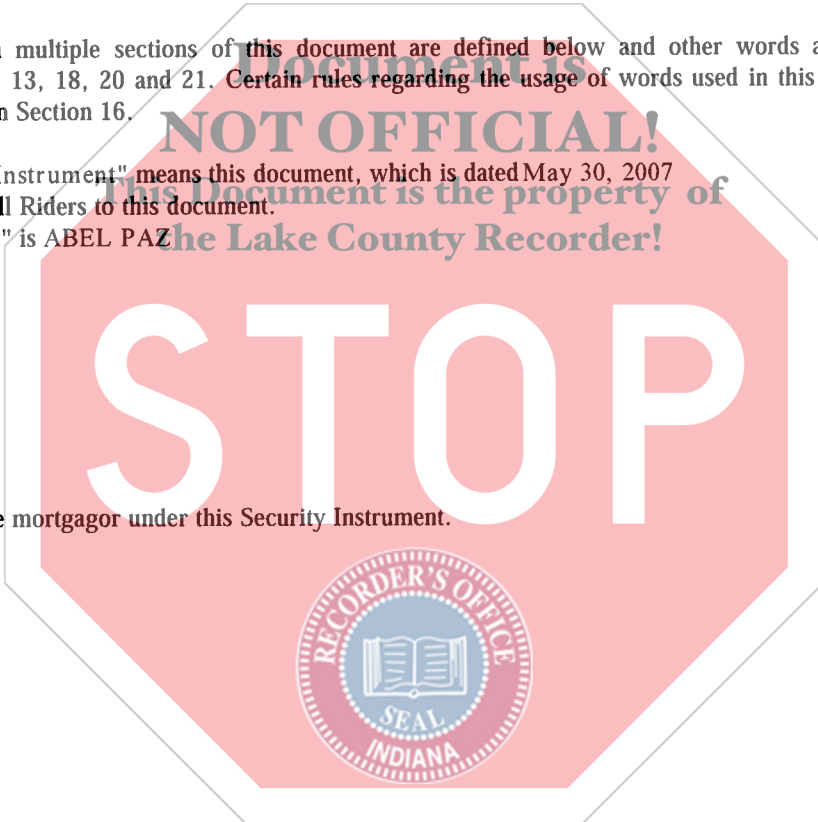 multiple sections of this document are defined below and other words
Document is
13, 18, 20 and 21. Certain rules regarding the usage of words used in this
Section 16.
NOT OFFICIAL!
Instrument" means this document, which is dated May 30, 2007
This Document is the property of
Riders to this document.
" is ABEL PAZ
the Lake County Recorder!
STOP
mortgagor under this Security Instrument.
RECORDER'S OFFICE
SEAL
INDIANA